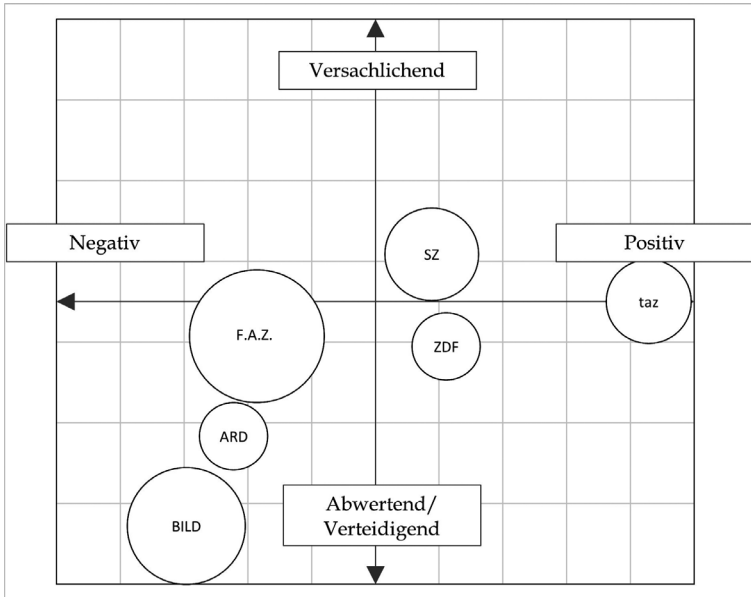 Versachlichend
Negativ
Positiv
SZ
taz
F.A.Z.
ZDF
ARD
Abwertend/
Verteidigend
BILD